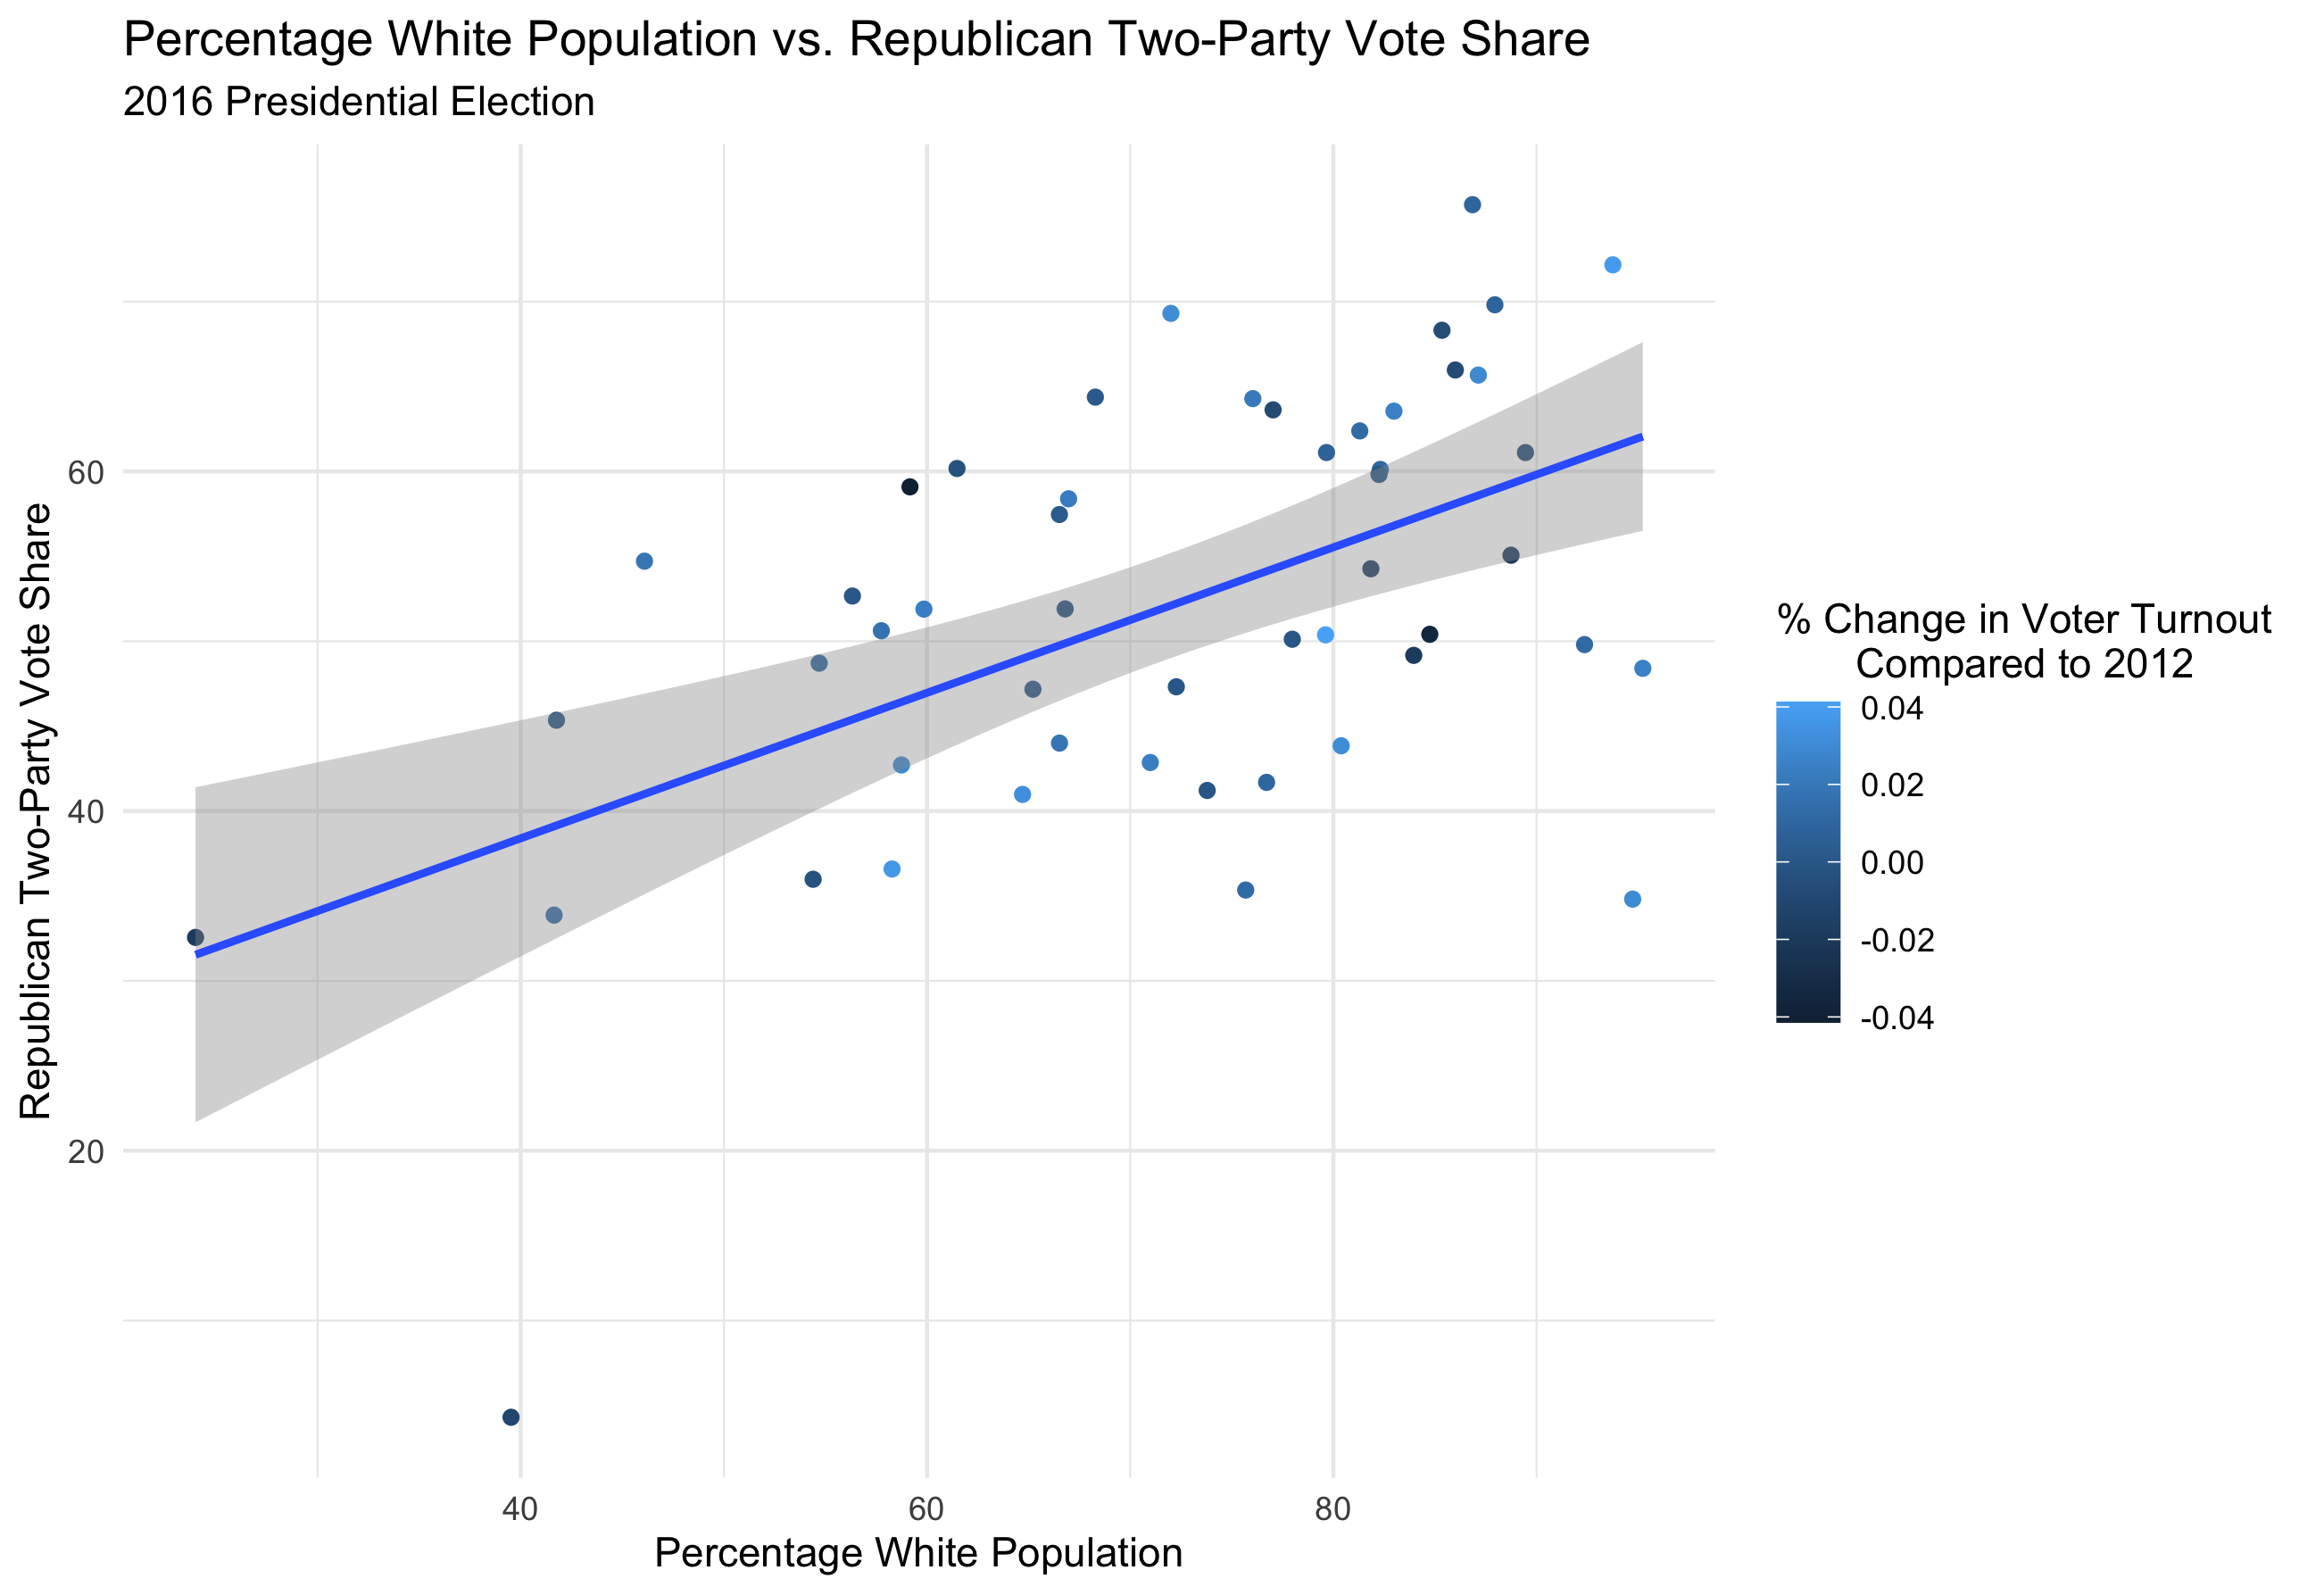 Percentage White Population vs. Republican Two-Party Vote Share
2016 Presidential Election
Republican Two-Party Vote Share
60
40
20
40
60
80
Percentage White Population
% Change in Voter Turnout
Compared to 2012
0.04
0.02
0.00
-0.02
-0.04